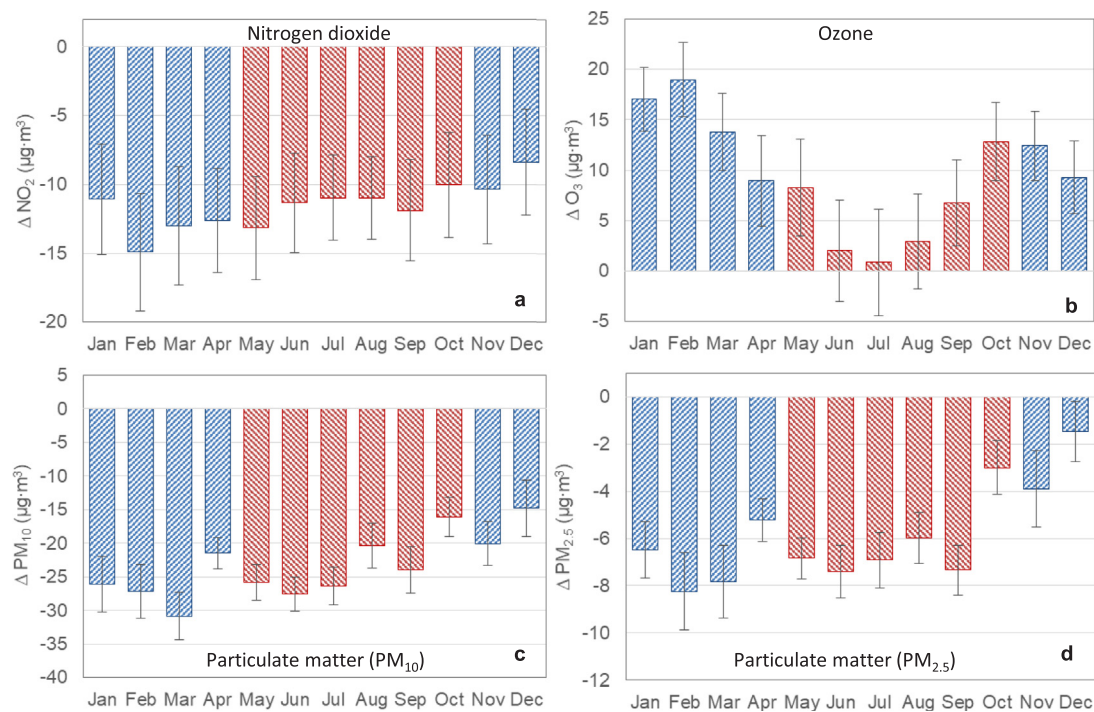 Nitrogen dioxide
0
-5
-10
-15
-20
Δ NO₂ (µg·m³)
a
Jan Feb Mar Apr May Jun Jul Aug Sep Oct Nov Dec
Ozone
25
20
15
10
5
0
-5
Δ O₃ (µg·m³)
b
Jan Feb Mar Apr May Jun Jul Aug Sep Oct Nov Dec
5
0
-5
-10
-15
-20
-25
-30
-35
-40
Δ PM₁₀ (µg·m³)
Particulate matter (PM₁₀)
c
Jan Feb Mar Apr May Jun Jul Aug Sep Oct Nov Dec
0
-2
-4
-6
-8
-10
-12
Δ PM₂.₅ (µg·m³)
Particulate matter (PM₂.₅)
d
Jan Feb Mar Apr May Jun Jul Aug Sep Oct Nov Dec